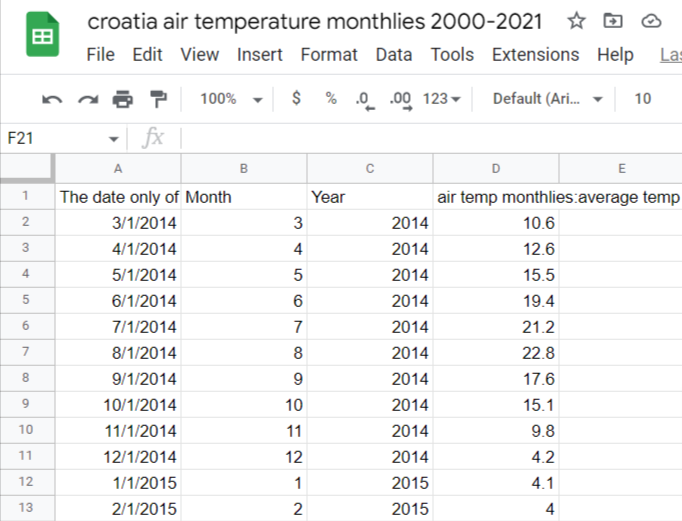 croatia air temperature monthlies 2000-2021
File Edit View Insert Format Data Tools Extensions Help Las
100% $ % .0 .00 123 Default (Ari... 10
F21 fx
A B C D E
1 The date only of Month Year air temp monthlies:average temp
2 3/1/2014 3 2014 10.6
3 4/1/2014 4 2014 12.6
4 5/1/2014 5 2014 15.5
5 6/1/2014 6 2014 19.4
6 7/1/2014 7 2014 21.2
7 8/1/2014 8 2014 22.8
8 9/1/2014 9 2014 17.6
9 10/1/2014 10 2014 15.1
10 11/1/2014 11 2014 9.8
11 12/1/2014 12 2014 4.2
12 1/1/2015 1 2015 4.1
13 2/1/2015 2 2015 4